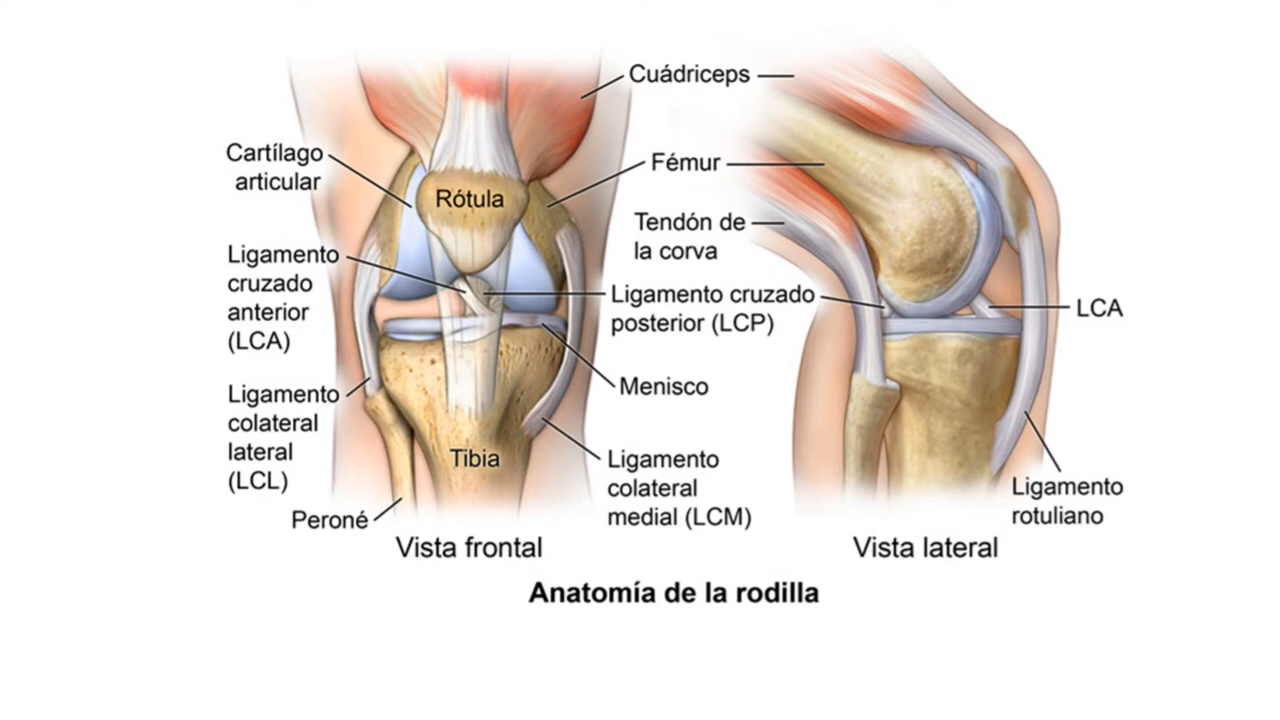 Cuádriceps
Cartílago
articular
Rótula
Fémur
Tendón de
la corva
Ligamento
cruzado
anterior
(LCA)
Ligamento cruzado
posterior (LCP)
LCA
Menisco
Ligamento
colateral
lateral
(LCL)
Tibia
Ligamento
colateral
medial (LCM)
Ligamento
rotuliano
Peroné
Vista frontal
Vista lateral
Anatomía de la rodilla